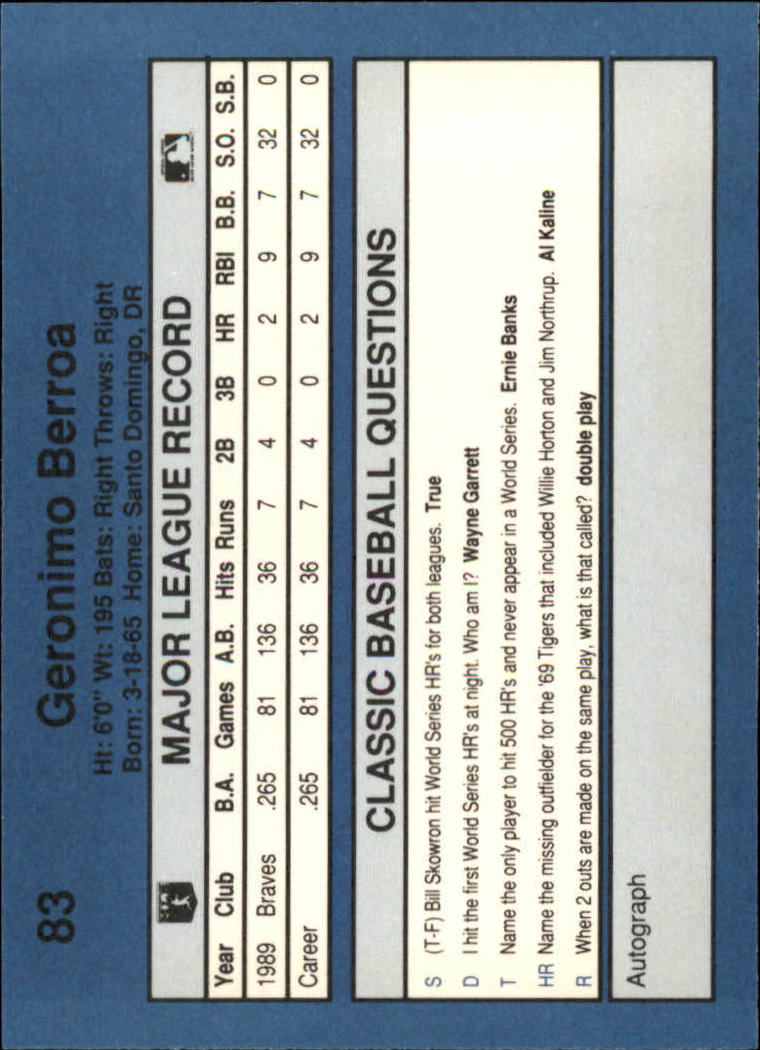 83 Geronimo Berroa
Ht: 6'0" Wt: 195 Bats: Right Throws: Right
Born: 3-18-65 Home: Santo Domingo, DR
MAJOR LEAGUE RECORD
Year Club B.A. Games A.B. Hits Runs 2B 3B HR RBI B.B. S.O. S.B.
1989 Braves .265 81 136 36 7 4 0 2 9 7 32 0
Career .265 81 136 36 7 4 0 2 9 7 32 0
CLASSIC BASEBALL QUESTIONS
S (T-F) Bill Skowron hit World Series HR's for both leagues. True
D I hit the first World Series HR's at night. Who am I? Wayne Garrett
T Name the only player to hit 500 HR's and never appear in a World Series. Ernie Banks
HR Name the missing outfielder for the '69 Tigers that included Willie Horton and Jim Northrup. Al Kaline
R When 2 outs are made on the same play, what is that called? double play
Autograph